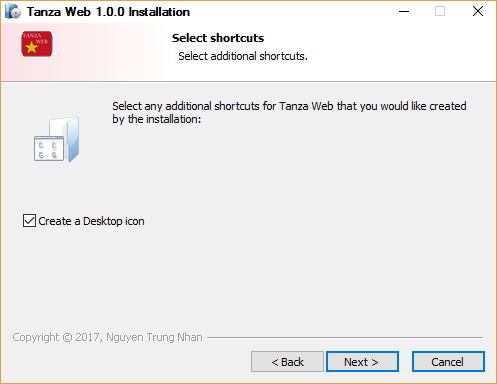 Tanza Web 1.0.0 Installation
TANZA
WEB
Select shortcuts
Select additional shortcuts.
Select any additional shortcuts for Tanza Web that you would like created
by the installation:
Create a Desktop icon
Copyright © 2017, Nguyen Trung Nhan
< Back
Next >
Cancel